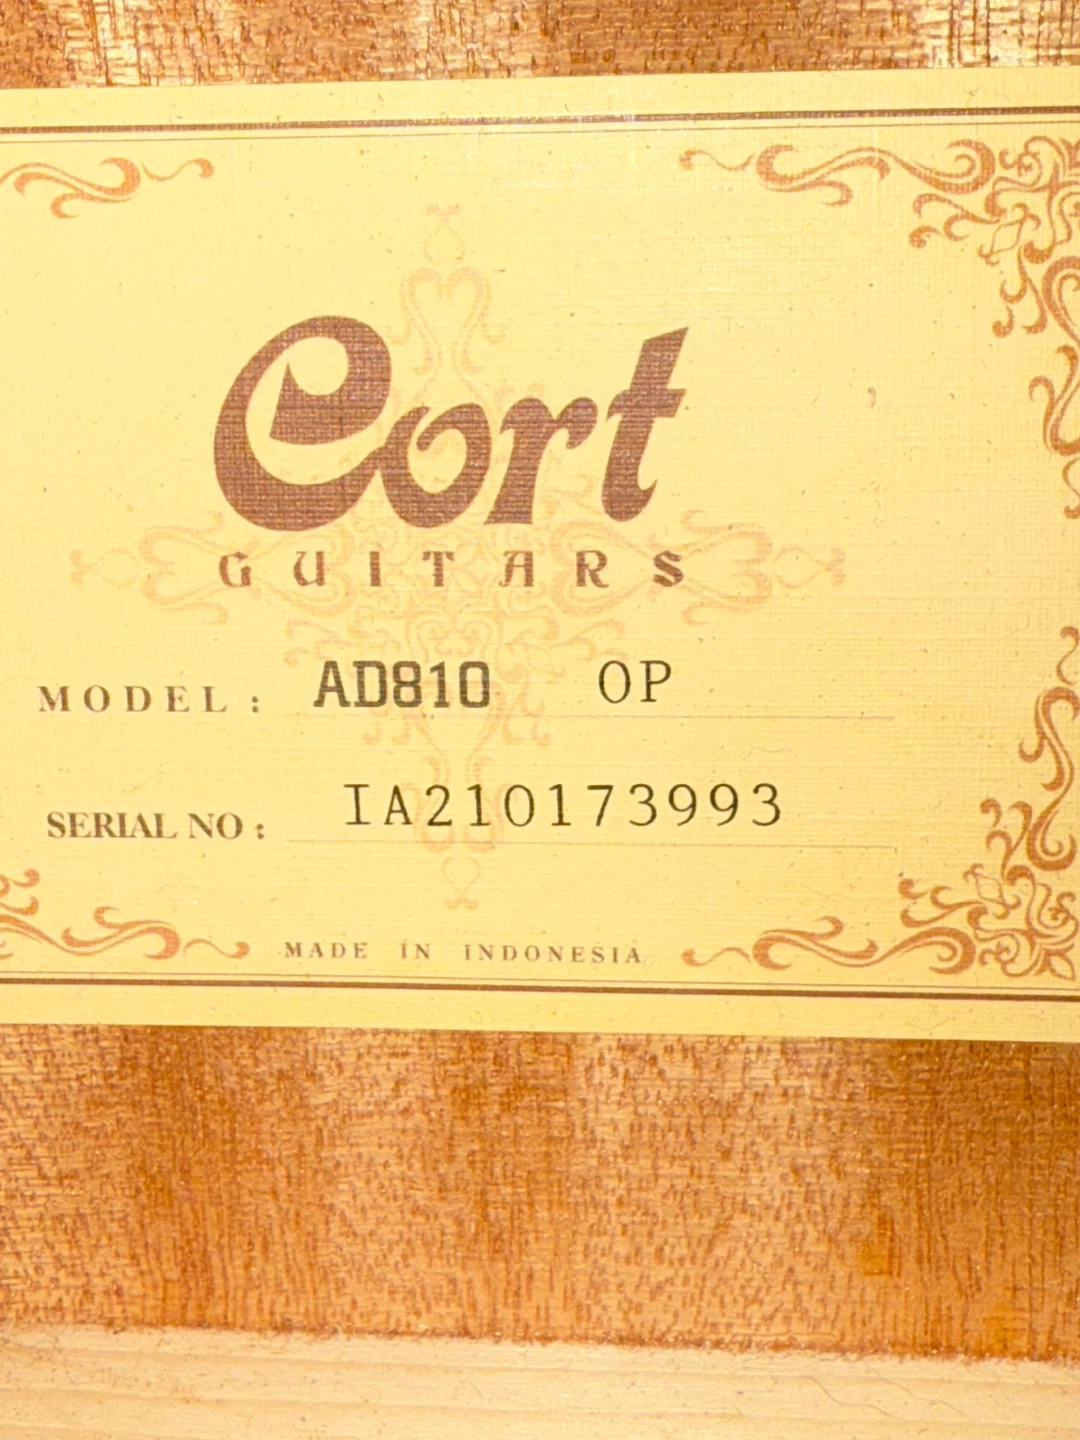 Cort
GUITARS
MODEL: AD810 OP
SERIAL NO: IA210173993
MADE IN INDONESIA